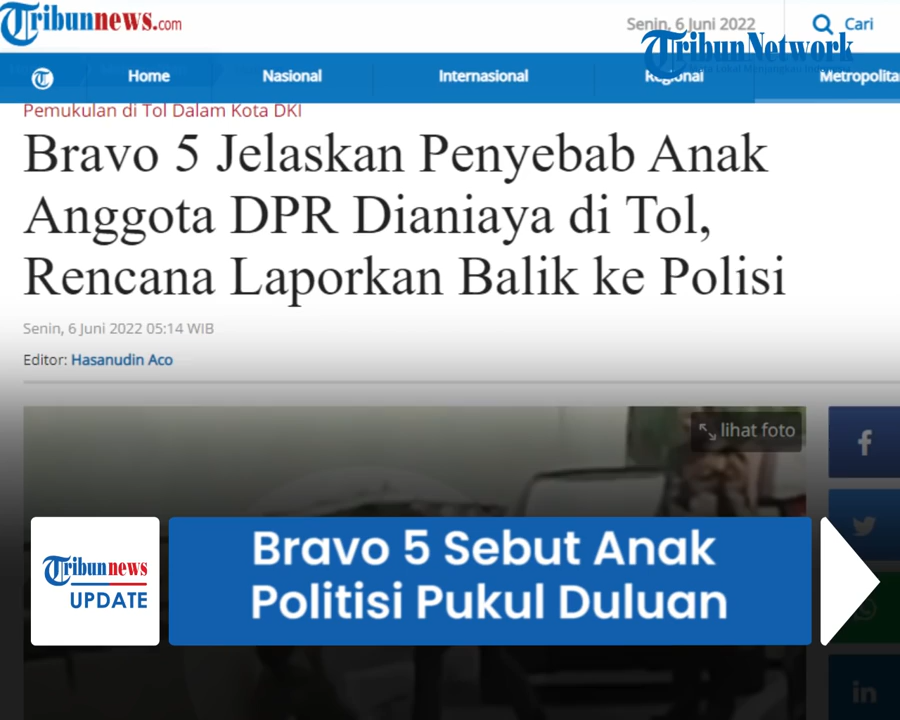 Tribunnews.com
Senin, 6 Juni 2022
Cari
TribunNetwork
Home
Nasional
Internasional
Regional
Metropolita
Pemukulan di Tol Dalam Kota DKI
Bravo 5 Jelaskan Penyebab Anak
Anggota DPR Dianiaya di Tol,
Rencana Laporkan Balik ke Polisi
Senin, 6 Juni 2022 05:14 WIB
Editor: Hasanudin Aco
lihat foto
Tribunnews
UPDATE
Bravo 5 Sebut Anak
Politisi Pukul Duluan